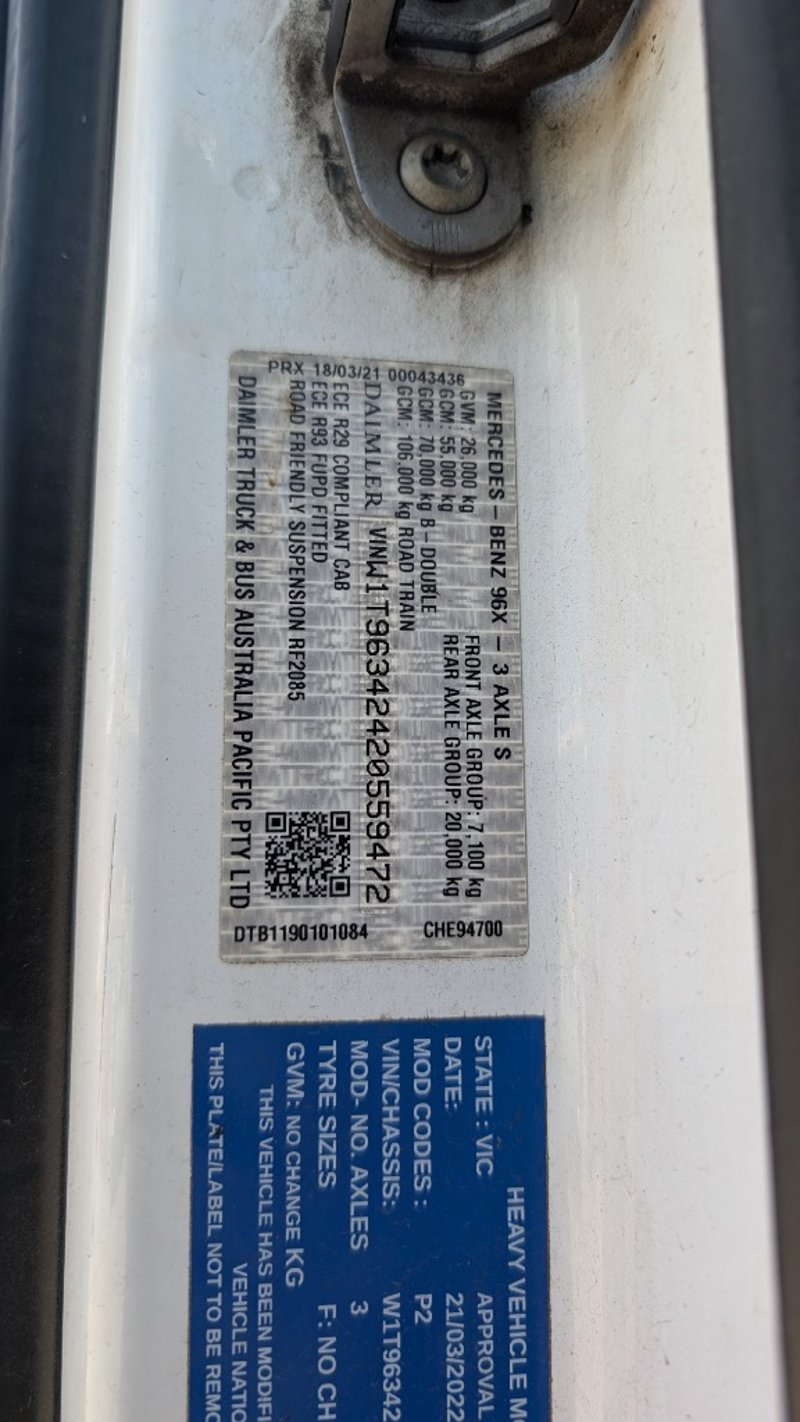 MERCEDES – BENZ 96X – 3 AXLE S
GVM: 26,000 kg FRONT AXLE GROUP: 7,100 kg
GCM: 55,000 kg REAR AXLE GROUP: 20,000 kg
GCM: 70,000 kg B – DOUBLE
GCM: 106,000 kg ROAD TRAIN
DAIMLER VINW1T96342420559472
ECE R29 COMPLIANT CAB
ECE R93 FUPD FITTED
ROAD FRIENDLY SUSPENSION RF2085
DAIMLER TRUCK & BUS AUSTRALIA PACIFIC PTY LTD
PRX 18/03/21 00043436
DTB1190101084 CHE94700
HEAVY VEHICLE M
STATE : VIC APPROVAL
DATE: 21/03/2022
MOD CODES : P2
VIN/CHASSIS: W1T96342
MOD- NO. AXLES 3
TYRE SIZES F: NO CH
GVM: NO CHANGE KG
THIS VEHICLE HAS BEEN MODIFI
VEHICLE NATIO
THIS PLATE/LABEL NOT TO BE REMO